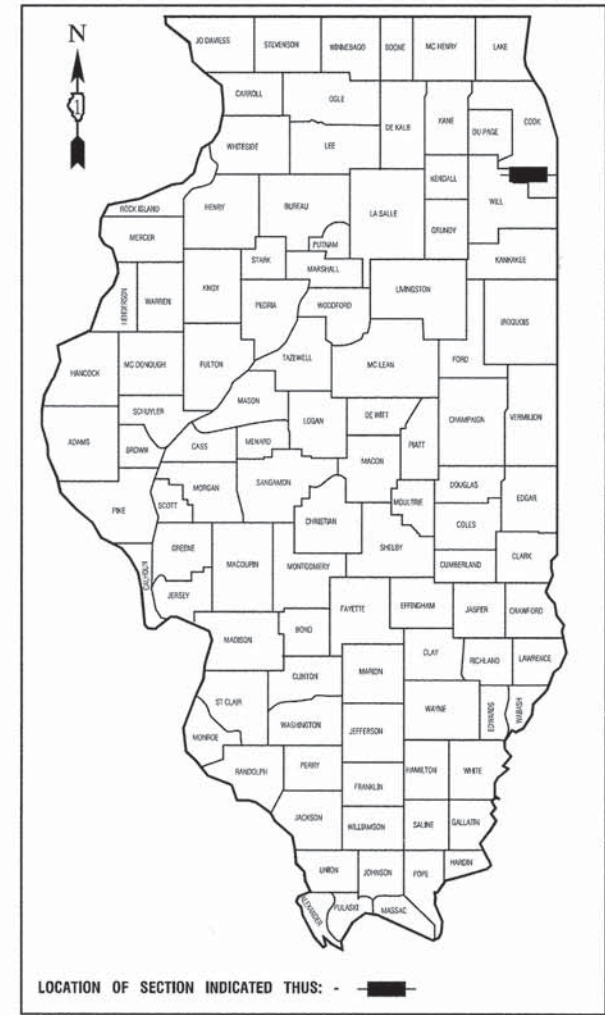 JO DAVIESS STEVENSON WINNEBAGO BOONE MC HENRY LAKE
N
CARROLL OGLE DE KALB KANE DU PAGE COOK
1
WHITESIDE LEE
KENDALL WILL
ROCK ISLAND HENRY BUREAU LA SALLE GRUNDY
MERCER PUTNAM KANKAKEE
STARK MARSHALL
HENDERSON WARREN KNOX PEORIA WOODFORD LIVINGSTON IROQUOIS
HANCOCK MC DONOUGH FULTON TAZEWELL MC LEAN FORD
SCHUYLER MASON LOGAN DE WITT CHAMPAIGN VERMILION
ADAMS BROWN CASS MENARD MACON PIATT
PIKE SCOTT MORGAN SANGAMON MOULTRIE DOUGLAS EDGAR
CHRISTIAN COLES
CALHOUN GREENE MACOUPIN MONTGOMERY SHELBY CUMBERLAND CLARK
JERSEY FAYETTE EFFINGHAM JASPER CRAWFORD
MADISON BOND CLAY RICHLAND LAWRENCE
CLINTON MARION
ST CLAIR WAYNE EDWARDS WABASH
MONROE WASHINGTON JEFFERSON
RANDOLPH PERRY HAMILTON WHITE
FRANKLIN
JACKSON WILLIAMSON SALINE GALLATIN
UNION JOHNSON POPE HARDIN
ALEXANDER PULASKI MASSAC
LOCATION OF SECTION INDICATED THUS: -